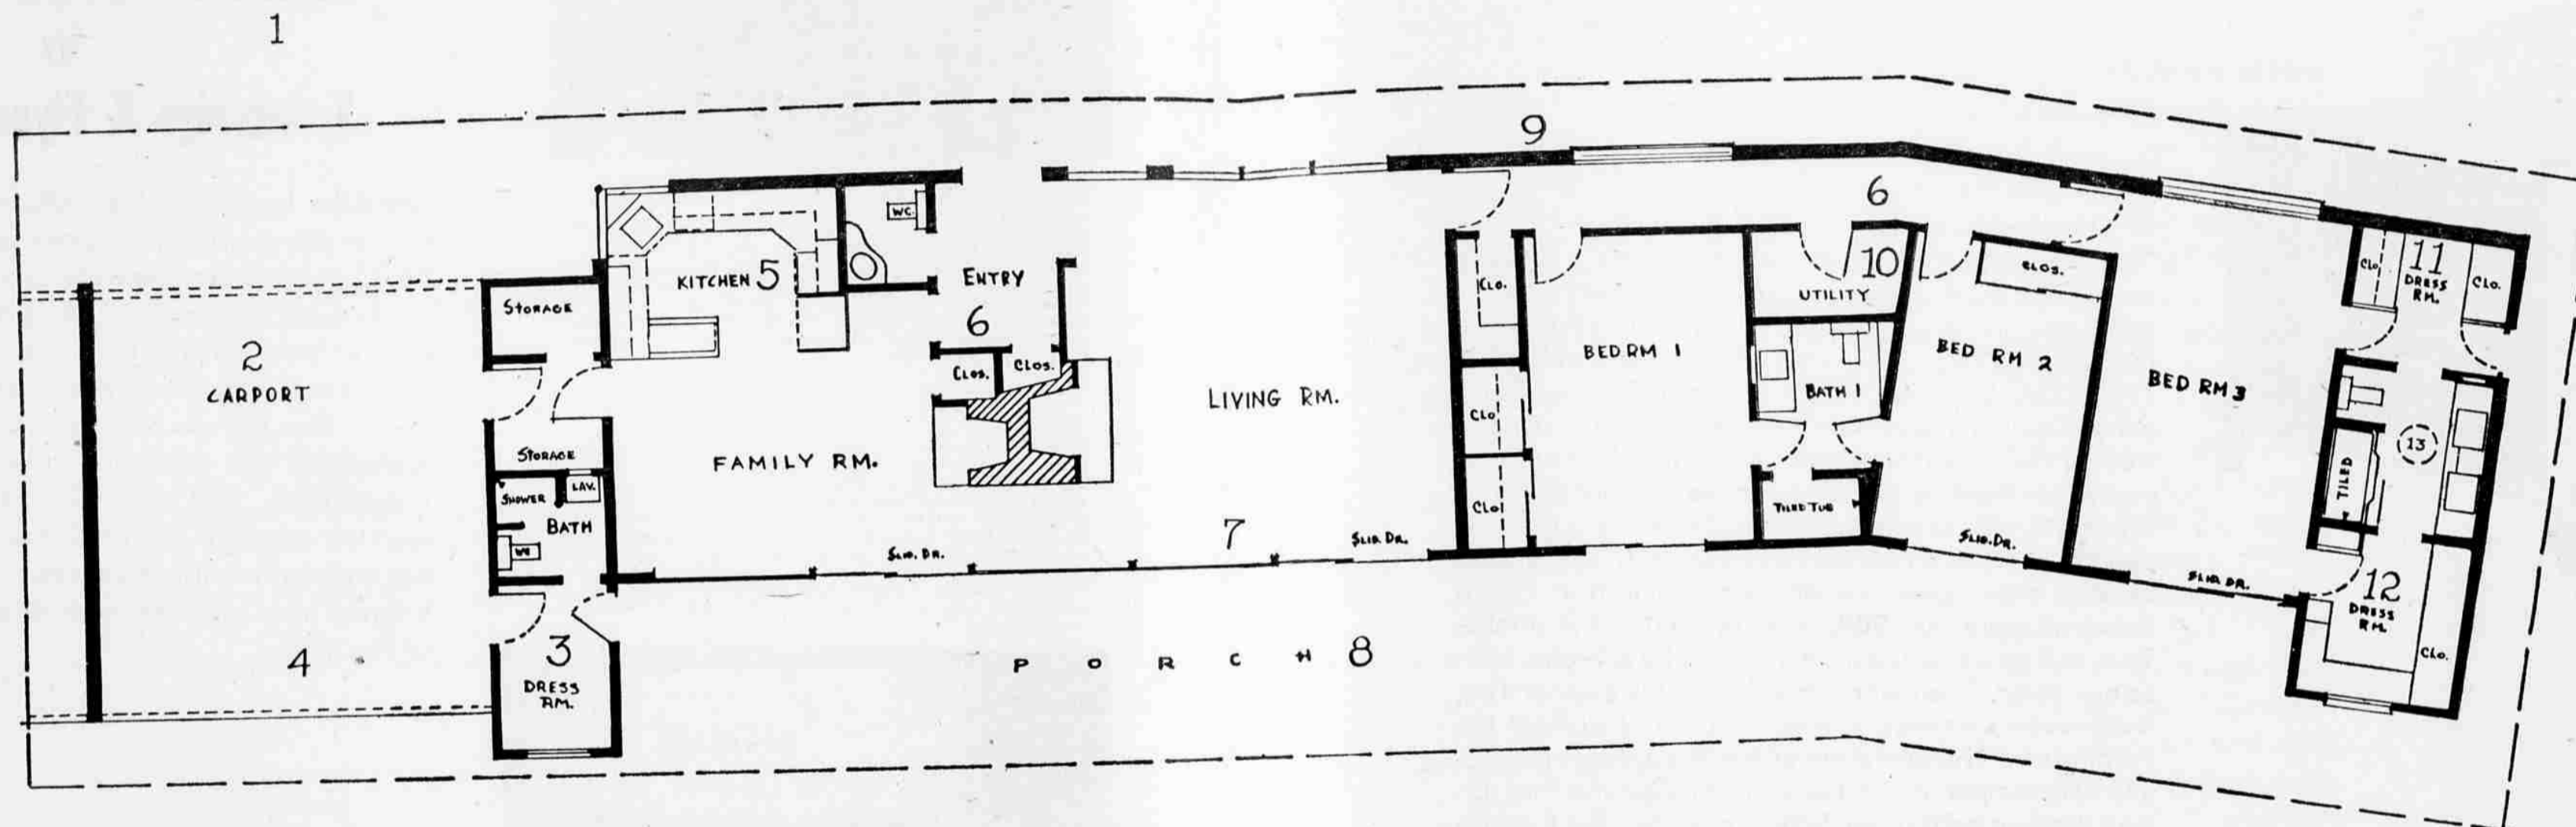 1
9
6
WC.
KITCHEN 5
ENTRY
6
CLOS.
CLOS.
STORAGE
2
CARPORT
STORAGE
SHOWER
LAV.
BATH
WC
FAMILY RM.
LIVING RM.
7
SLID. DR.
SLID. DR.
4
3
DRESS
RM.
PORCH 8
CLO.
CLO
CLO
BED RM 1
10
UTILITY
BATH 1
TILED TUB
CLOS.
BED RM 2
SLID. DR.
BED RM 3
SLID. DR.
CLO.
11
DRESS
RM.
CLO.
13
TILED
12
DRESS
RM.
CLO.